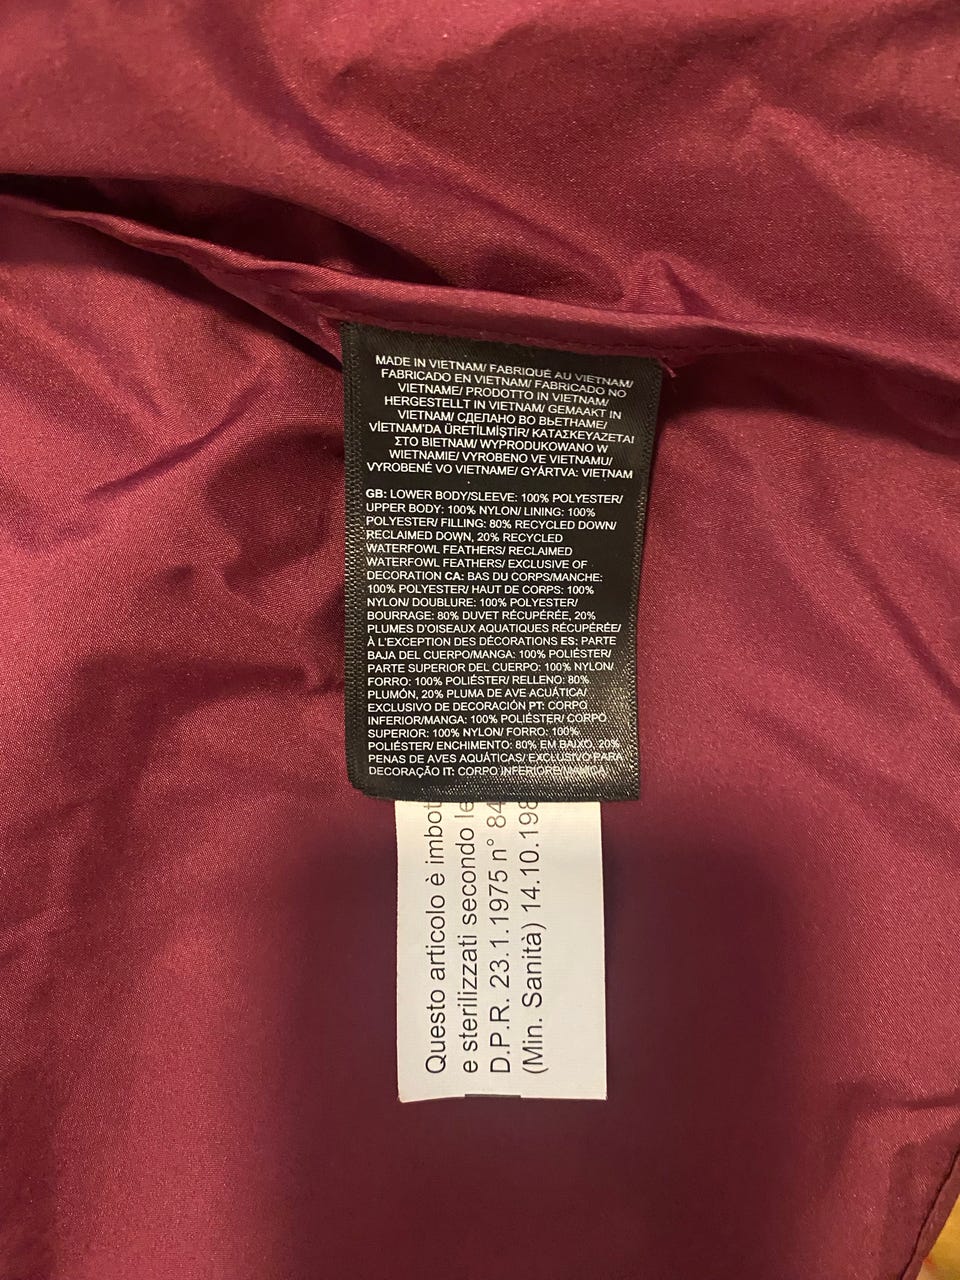 MADE IN VIETNAM/ FABRIQUÉ AU VIETNAM/
FABRICADO EN VIETNAM/ FABRICADO NO
VIETNAME/ PRODOTTO IN VIETNAM/
HERGESTELLT IN VIETNAM/ GEMAAKT IN
VIETNAM/ СДЕЛАНО ВО ВЬЕТНАМЕ/
VİETNAM'DA ÜRETİLMİŞTİR/ ΚΑΤΑΣΚΕΥΑΖΕΤΑΙ
ΣΤΟ ΒΙΕΤΝΑΜ/ WYPRODUKOWANO W
WIETNAMIE/ VYROBENO VE VIETNAMU/
VYROBENÉ VO VIETNAME/ GYÁRTVA: VIETNAM
GB: LOWER BODY/SLEEVE: 100% POLYESTER/
UPPER BODY: 100% NYLON/ LINING: 100%
POLYESTER/ FILLING: 80% RECYCLED DOWN/
RECLAIMED DOWN, 20% RECYCLED
WATERFOWL FEATHERS/ RECLAIMED
WATERFOWL FEATHERS/ EXCLUSIVE OF
DECORATION CA: BAS DU CORPS/MANCHE:
100% POLYESTER/ HAUT DE CORPS: 100%
NYLON/ DOUBLURE: 100% POLYESTER/
BOURRAGE: 80% DUVET RÉCUPÉRÉE, 20%
PLUMES D'OISEAUX AQUATIQUES RÉCUPÉRÉE/
À L'EXCEPTION DES DÉCORATIONS ES: PARTE
BAJA DEL CUERPO/MANGA: 100% POLIÉSTER/
PARTE SUPERIOR DEL CUERPO: 100% NYLON/
FORRO: 100% POLIÉSTER/ RELLENO: 80%
PLUMÓN, 20% PLUMA DE AVE ACUÁTICA/
EXCLUSIVO DE DECORACIÓN PT: CORPO
INFERIOR/MANGA: 100% POLIÉSTER/ CORPO
SUPERIOR: 100% NYLON/ FORRO: 100%
POLIÉSTER/ ENCHIMENTO: 80% EM BAIXO, 20%
PENAS DE AVES AQUÁTICAS/ EXCLUSIVO PARA
DECORAÇÃO IT: CORPO INFERIORE/MANICA:
Questo articolo è imbot
e sterilizzati secondo le
D.P.R. 23.1.1975 n° 84
(Min. Sanità) 14.10.198